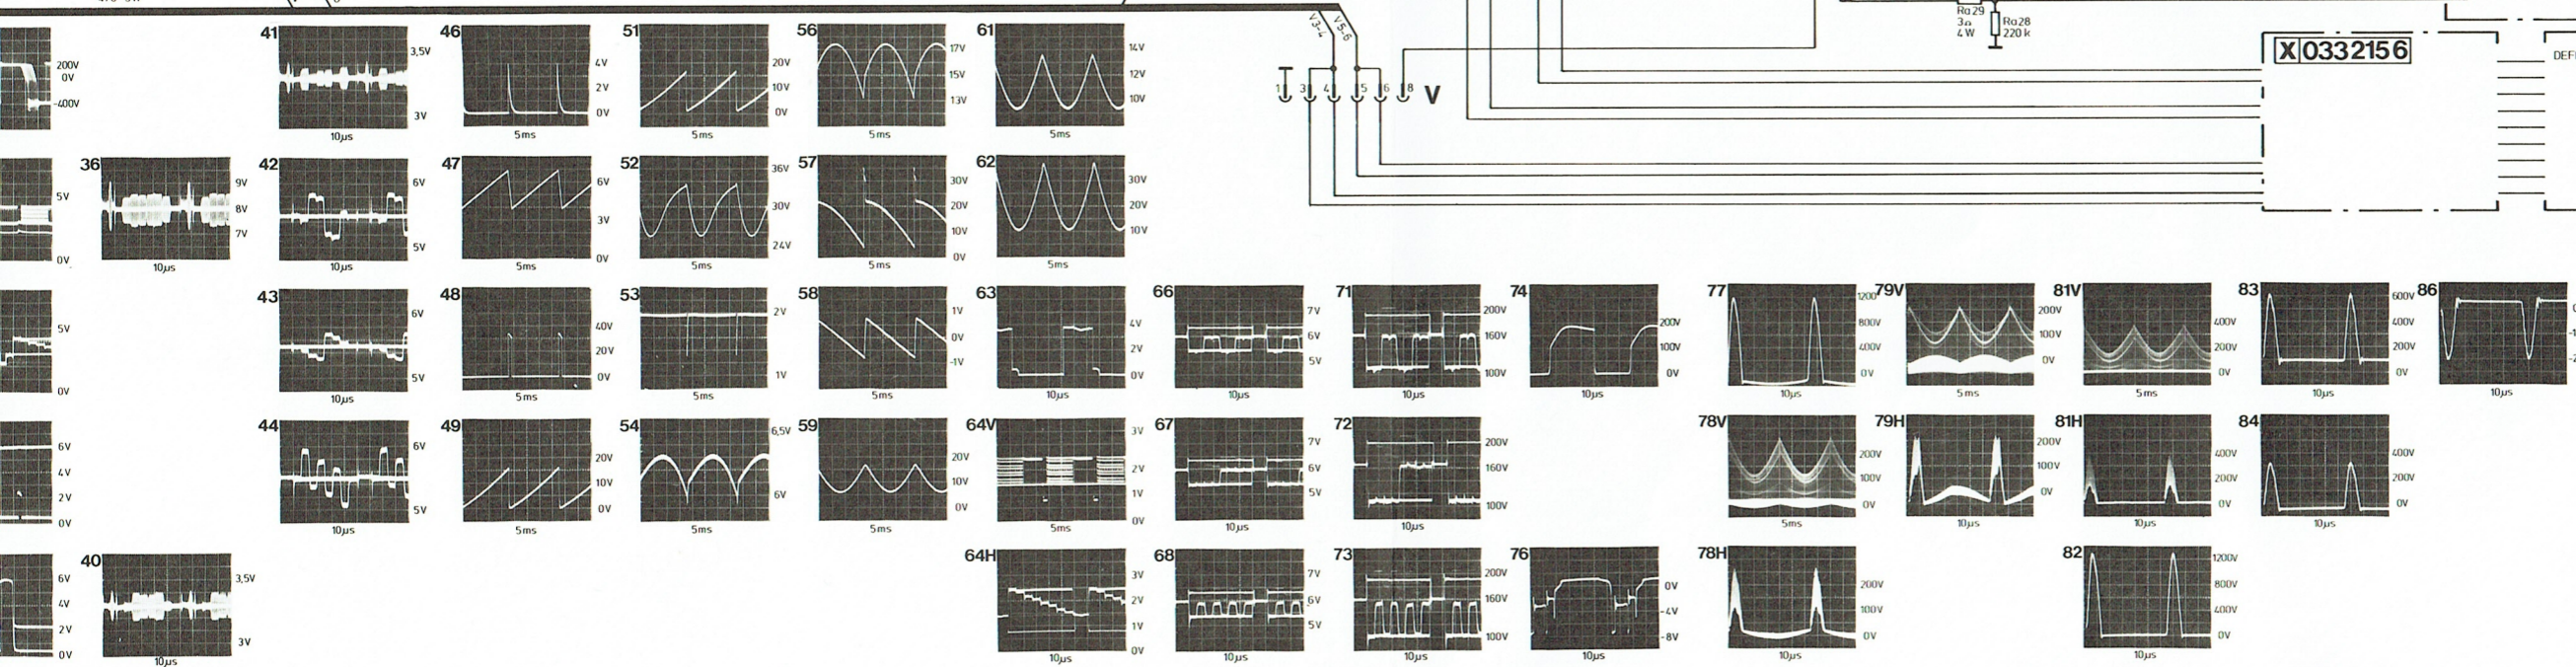 Ra29
3Ω
4W
Ra28
220 k
X 0332156
V3-4
V5-6
1 3 4 5 6 8 V
200V
0V
-400V
41
3,5V
3V
10µs
46
4V
2V
0V
5ms
51
20V
10V
0V
5ms
56
17V
15V
13V
5ms
61
14V
12V
10V
5ms
5V
0V
36
9V
8V
7V
10µs
42
6V
5V
10µs
47
6V
3V
0V
5ms
52
36V
30V
24V
5ms
57
30V
20V
10V
0V
5ms
62
30V
20V
10V
5ms
5V
0V
43
6V
5V
10µs
48
40V
20V
0V
5ms
53
2V
1V
5ms
58
1V
0V
-1V
5ms
63
4V
2V
0V
10µs
66
7V
6V
5V
10µs
71
200V
160V
100V
10µs
74
200V
100V
0V
10µs
77
1200
800V
400V
0V
10µs
79V
200V
100V
0V
5ms
81V
400V
200V
0V
5ms
83
600V
400V
200V
0V
10µs
86
10µs
6V
4V
2V
0V
44
6V
5V
10µs
49
20V
10V
0V
5ms
54
6,5V
6V
5ms
59
20V
10V
0V
5ms
64V
3V
2V
1V
0V
5ms
67
7V
6V
5V
10µs
72
200V
160V
100V
10µs
78V
200V
100V
0V
5ms
79H
200V
100V
0V
10µs
81H
400V
200V
0V
10µs
84
400V
200V
0V
10µs
6V
4V
2V
0V
40
3,5V
3V
10µs
64H
3V
2V
1V
0V
10µs
68
7V
6V
5V
10µs
73
200V
160V
100V
10µs
76
0V
-4V
-8V
10µs
78H
200V
100V
0V
10µs
82
1200V
800V
400V
0V
10µs